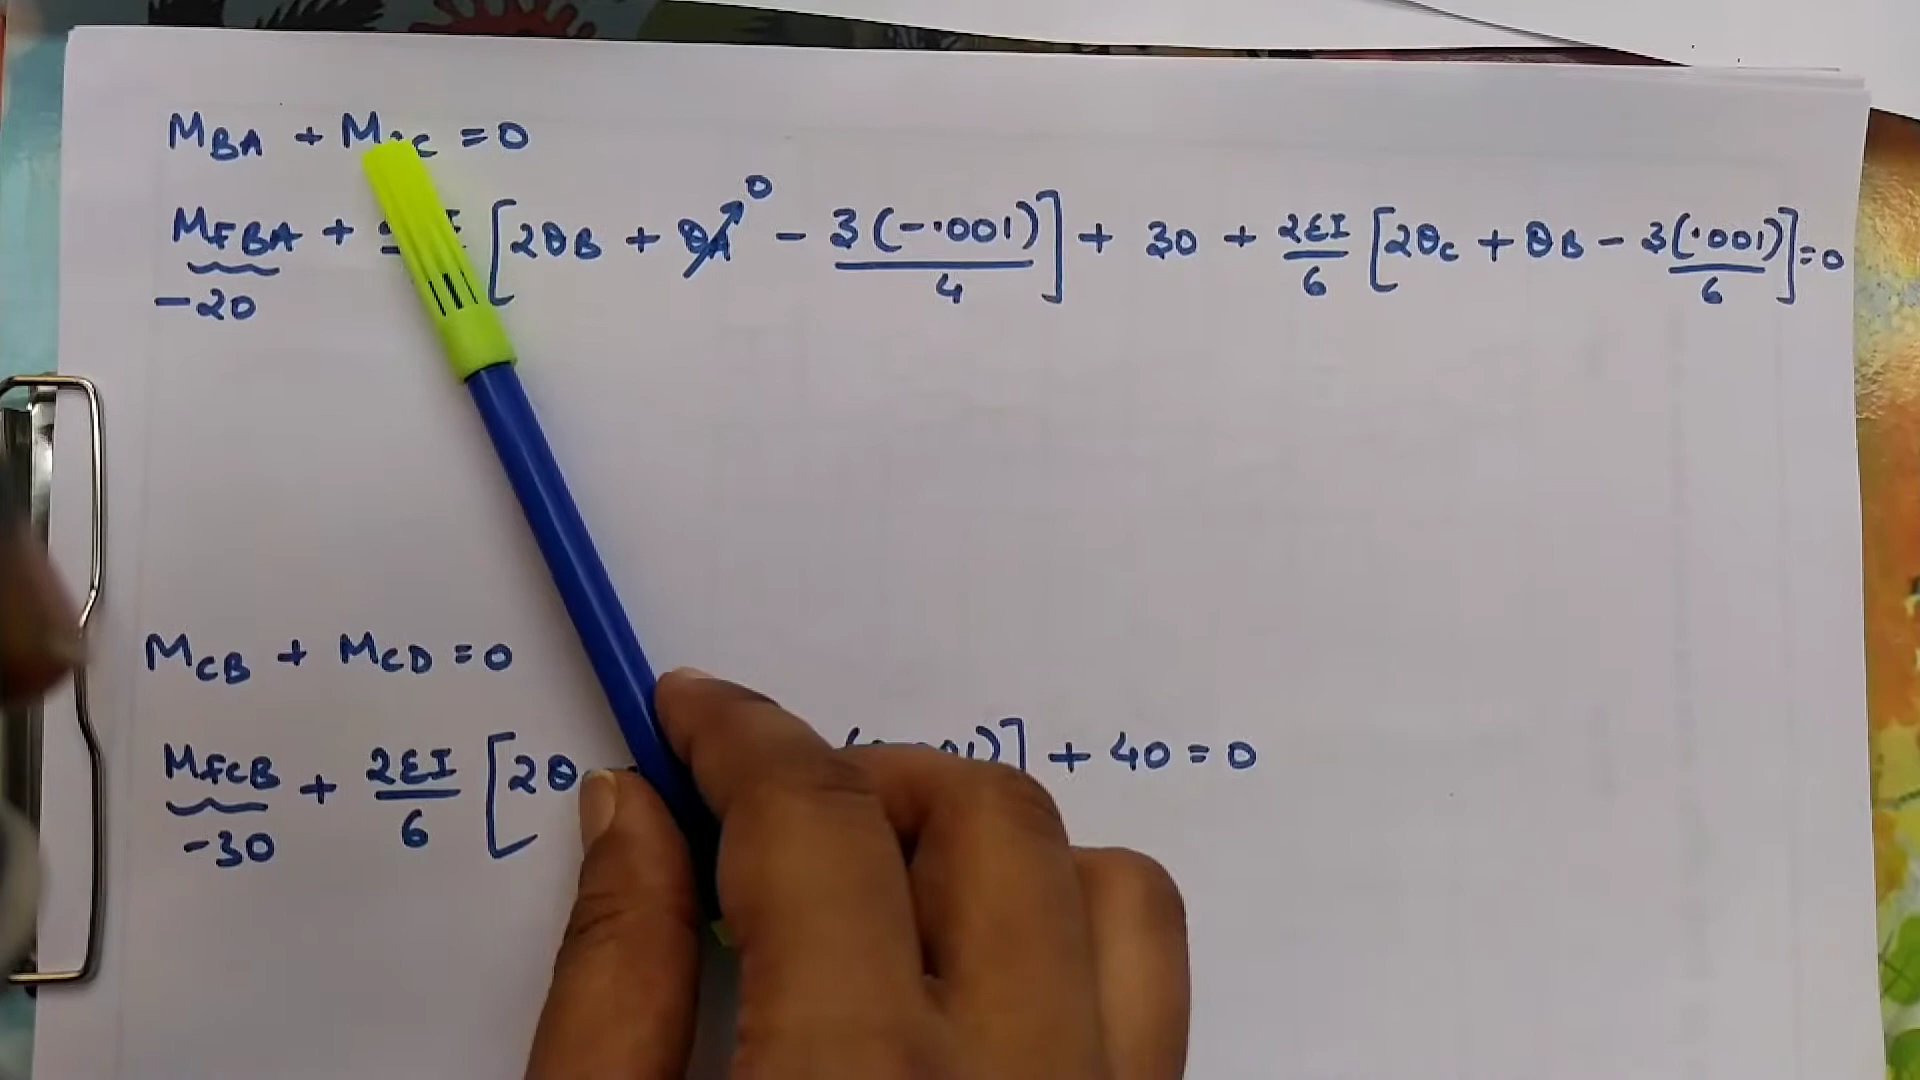 MBA + M C = 0
MFBA + [2θB + θA 0 - 3(-.001)/4] + 30 + 2EI/6 [2θC + θB - 3(.001)/6] = 0
-20
MCB + MCD = 0
MFCB + 2EI/6 [2θ ] + 40 = 0
-30